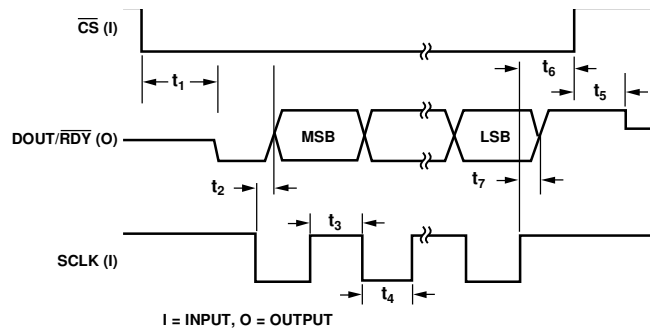 CS (I)
t1
t6
t5
DOUT/RDY (O)
MSB
LSB
t2
t7
t3
SCLK (I)
t4
I = INPUT, O = OUTPUT